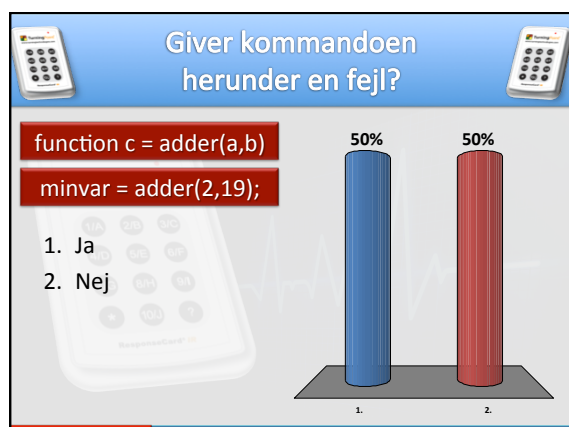 Giver kommandoen
herunder en fejl?
function c = adder(a,b)
minvar = adder(2,19);
1. Ja
2. Nej
50%
50%
1.
2.